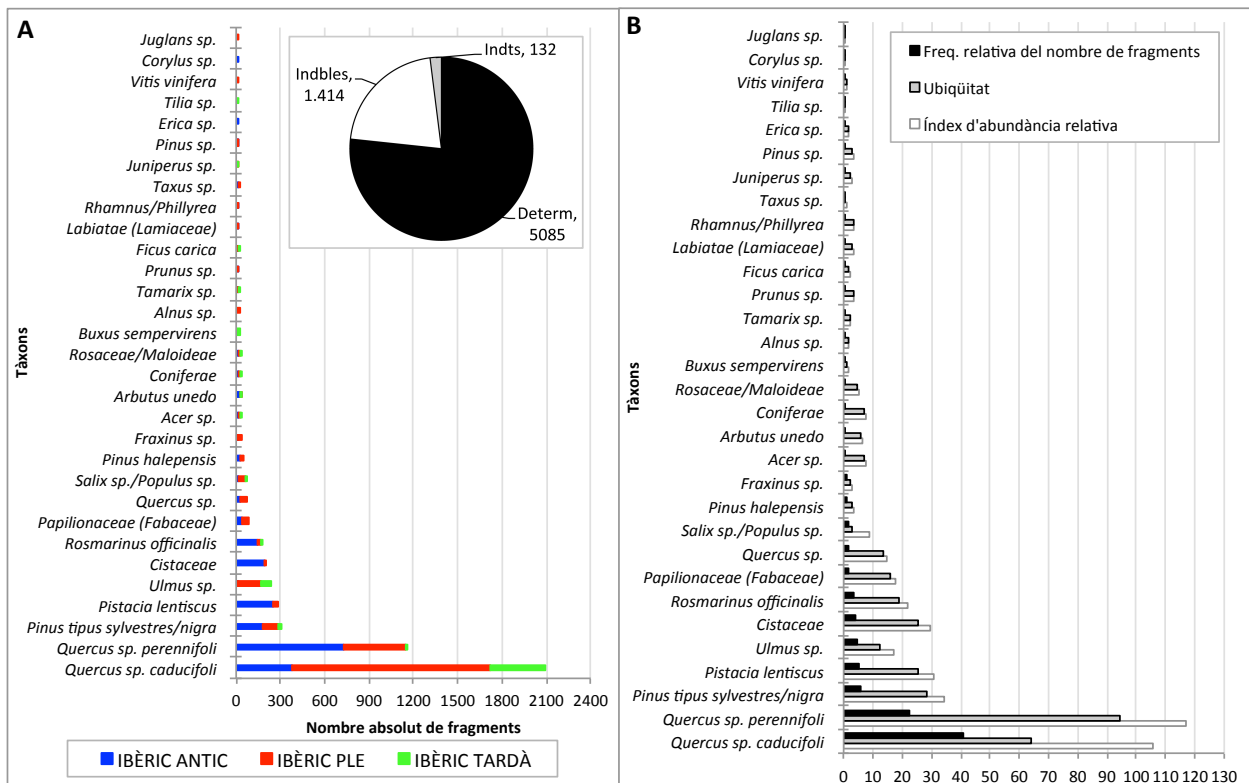 A
Juglans sp.
Corylus sp.
Vitis vinifera
Tilia sp.
Erica sp.
Pinus sp.
Juniperus sp.
Taxus sp.
Rhamnus/Phillyrea
Labiatae (Lamiaceae)
Ficus carica
Prunus sp.
Tamarix sp.
Alnus sp.
Buxus sempervirens
Rosaceae/Maloideae
Coniferae
Arbutus unedo
Acer sp.
Fraxinus sp.
Pinus halepensis
Salix sp./Populus sp.
Quercus sp.
Papilionaceae (Fabaceae)
Rosmarinus officinalis
Cistaceae
Ulmus sp.
Pistacia lentiscus
Pinus tipus sylvestres/nigra
Quercus sp. perennifoli
Quercus sp. caducifoli
Tàxons
0 300 600 900 1200 1500 1800 2100 2400
Nombre absolut de fragments
IBÈRIC ANTIC IBÈRIC PLE IBÈRIC TARDÀ
Indts, 132
Indbles,
1.414
Determ,
5085
B
Freq. relativa del nombre de fragments
Ubiqüitat
Índex d'abundància relativa
Juglans sp.
Corylus sp.
Vitis vinifera
Tilia sp.
Erica sp.
Pinus sp.
Juniperus sp.
Taxus sp.
Rhamnus/Phillyrea
Labiatae (Lamiaceae)
Ficus carica
Prunus sp.
Tamarix sp.
Alnus sp.
Buxus sempervirens
Rosaceae/Maloideae
Coniferae
Arbutus unedo
Acer sp.
Fraxinus sp.
Pinus halepensis
Salix sp./Populus sp.
Quercus sp.
Papilionaceae (Fabaceae)
Rosmarinus officinalis
Cistaceae
Ulmus sp.
Pistacia lentiscus
Pinus tipus sylvestres/nigra
Quercus sp. perennifoli
Quercus sp. caducifoli
Tàxons
0 10 20 30 40 50 60 70 80 90 100 110 120 130